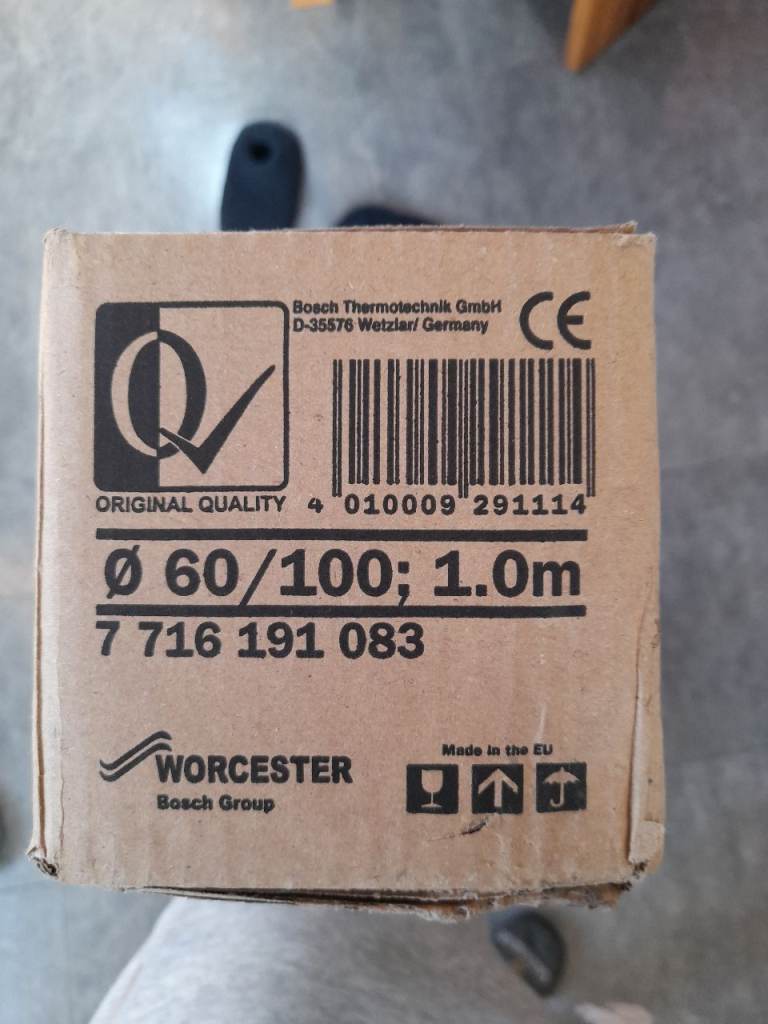 Bosch Thermotechnik GmbH
D-35576 Wetzlar/ Germany
CE
ORIGINAL QUALITY
4 010009 291114
Ø 60/100; 1.0m
7 716 191 083
WORCESTER
Bosch Group
Made in the EU